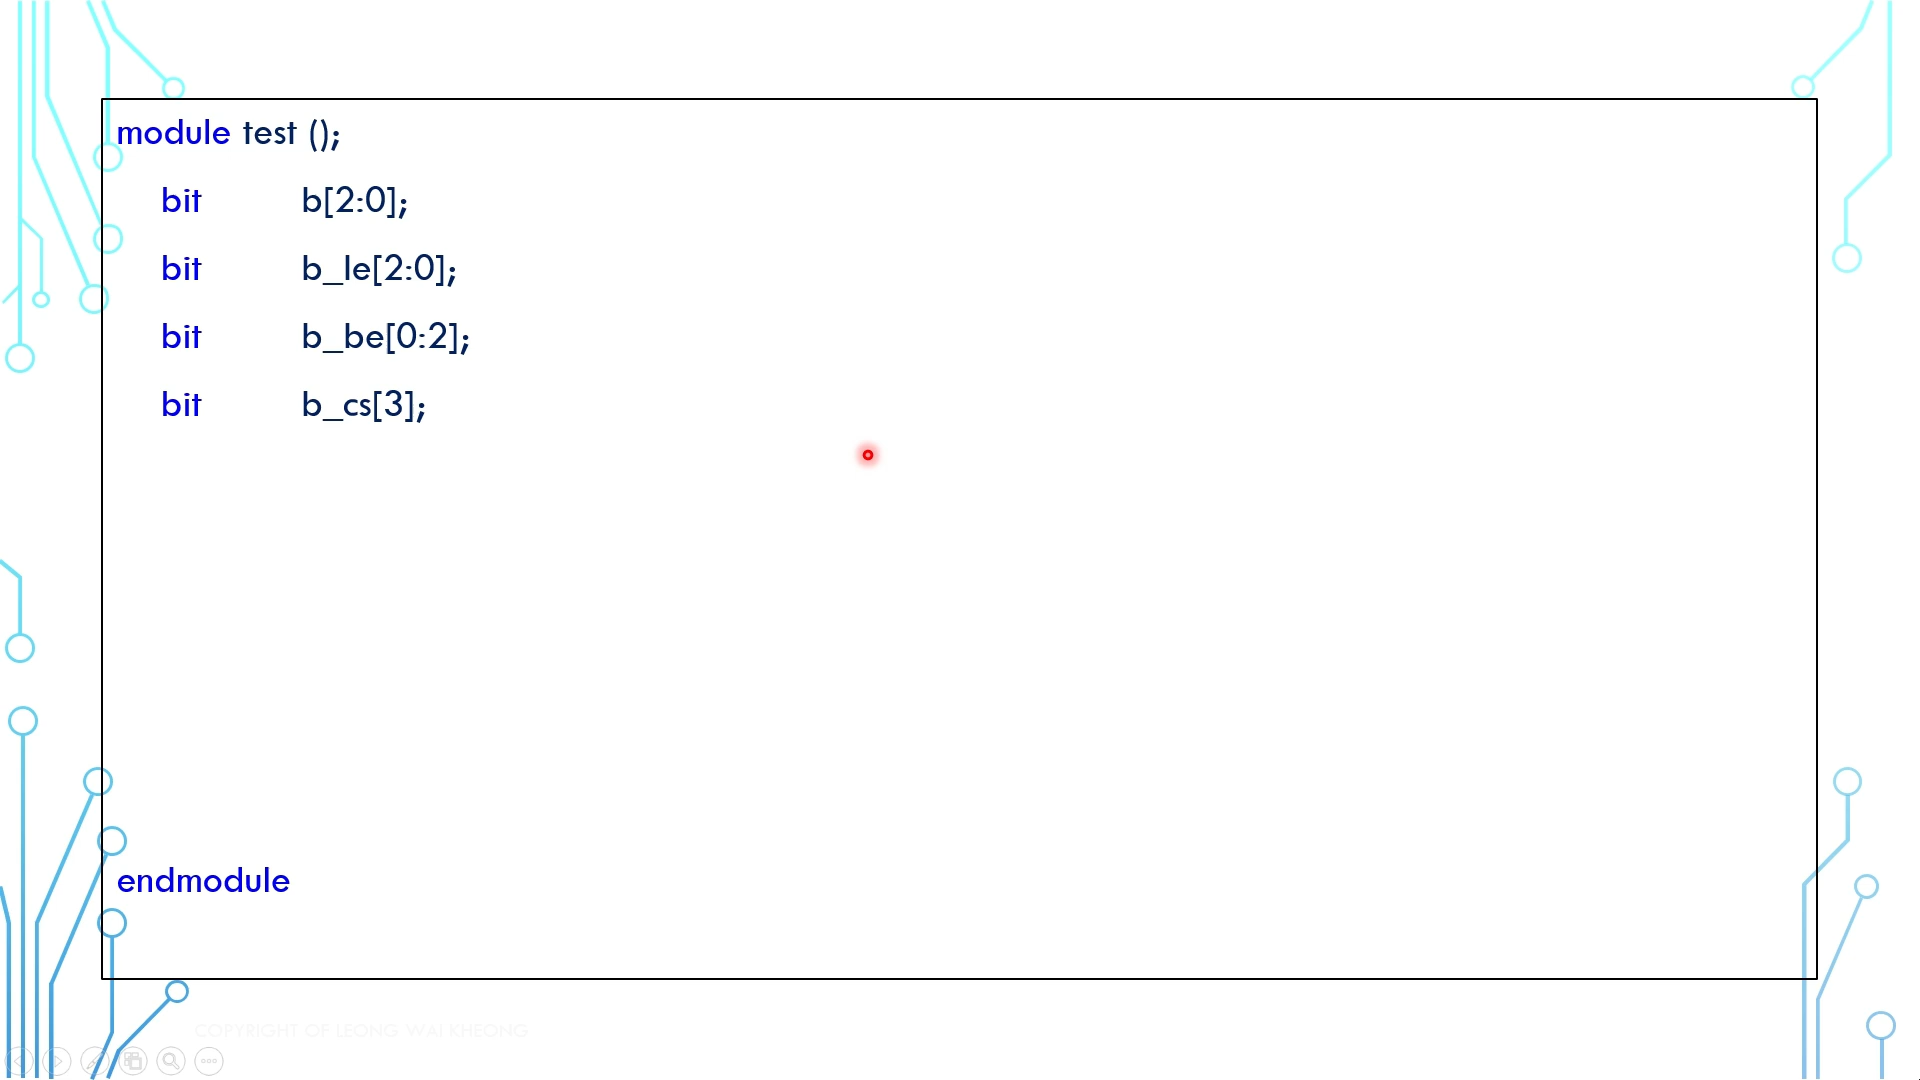 module test ();
bit b[2:0];
bit b_le[2:0];
bit b_be[0:2];
bit b_cs[3];
endmodule
COPYRIGHT OF LEONG WAI KHEONG